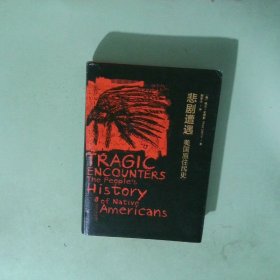 悲剧遭遇
美国原住民史
TRAGIC
ENCOUNTERS
The People's
History
of Native
Americans